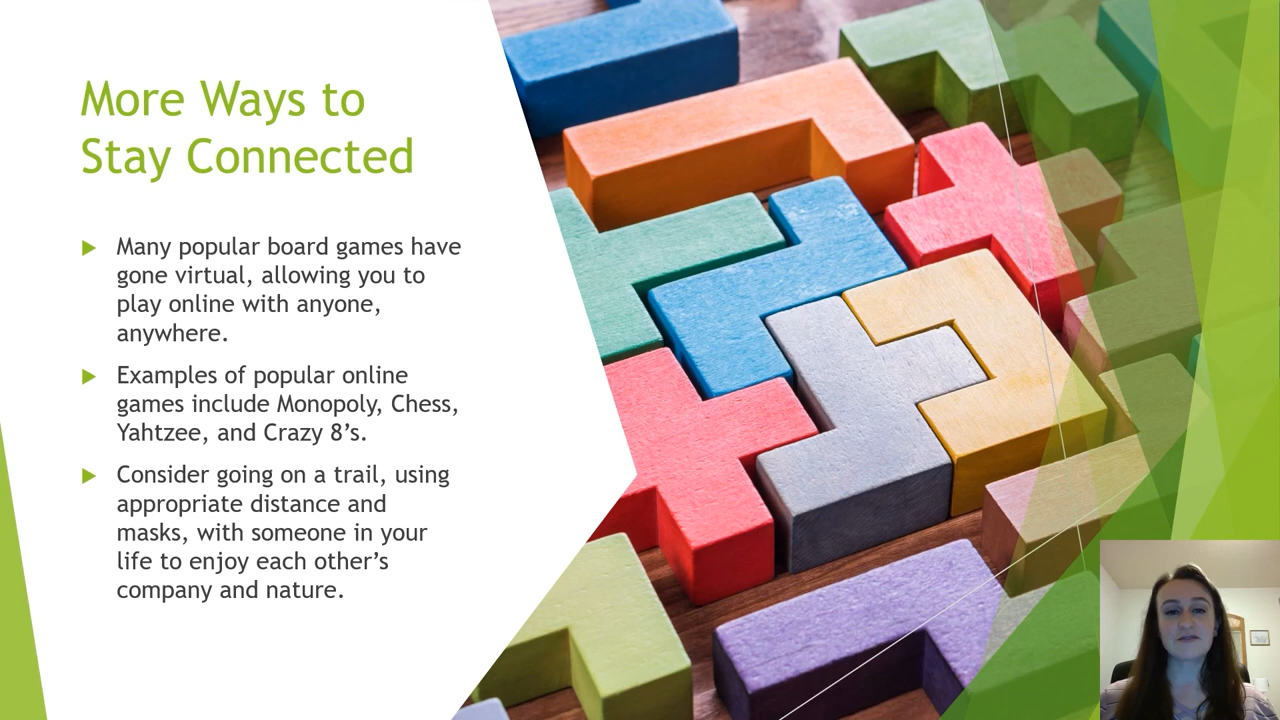 More Ways to
Stay Connected
Many popular board games have
gone virtual, allowing you to
play online with anyone,
anywhere.
Examples of popular online
games include Monopoly, Chess,
Yahtzee, and Crazy 8’s.
Consider going on a trail, using
appropriate distance and
masks, with someone in your
life to enjoy each other’s
company and nature.